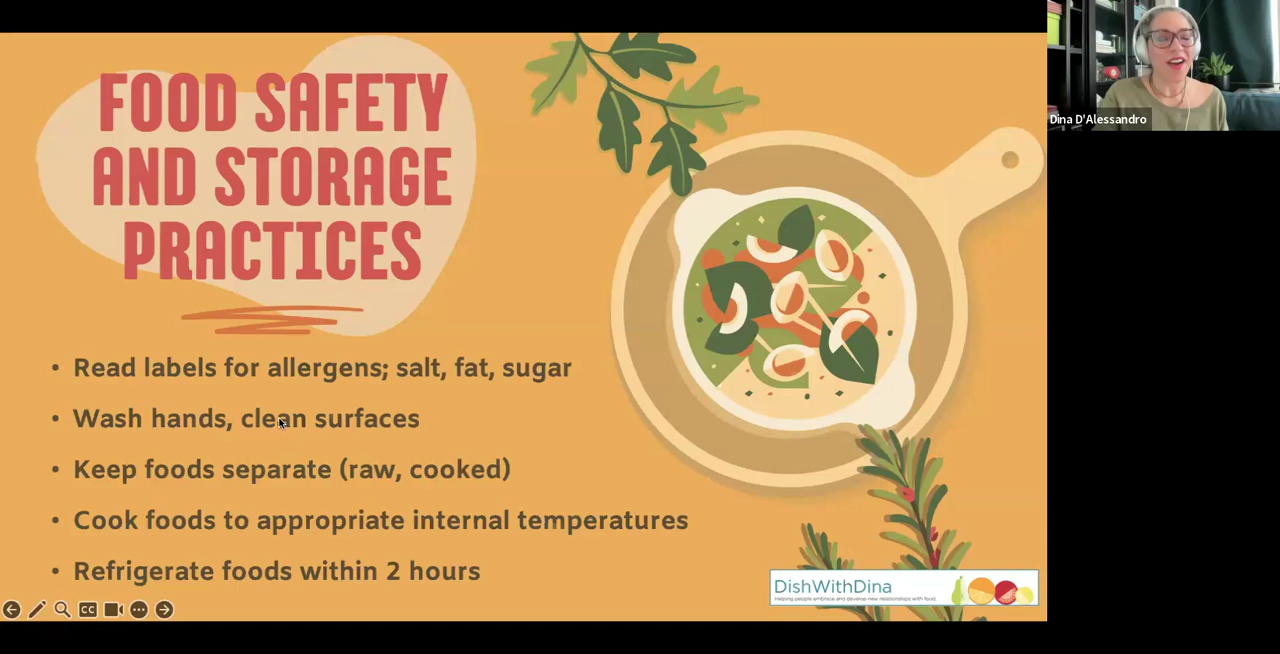 FOOD SAFETY
AND STORAGE
PRACTICES
• Read labels for allergens; salt, fat, sugar
• Wash hands, clean surfaces
• Keep foods separate (raw, cooked)
• Cook foods to appropriate internal temperatures
• Refrigerate foods within 2 hours
Dina D'Alessandro
DishWithDina
Helping people embrace and develop new relationships with food.
CC